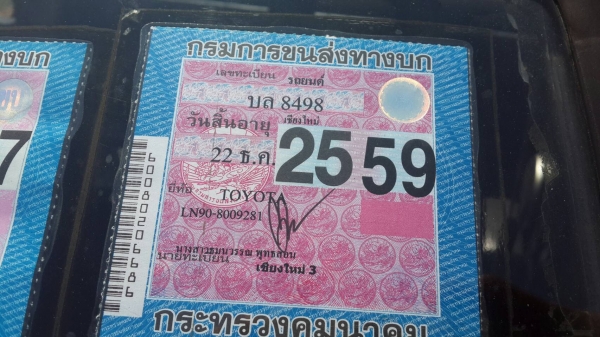 กรมการขนส่งทางบก
เลขทะเบียน รถยนต์
บล 8498
วันสิ้นอายุ เชียงใหม่
22 ธ.ค. 2559
ยี่ห้อ TOYOTA
LN90-8009281
นายทะเบียน
เชียงใหม่ 3
กระทรวงคมนาคม
7